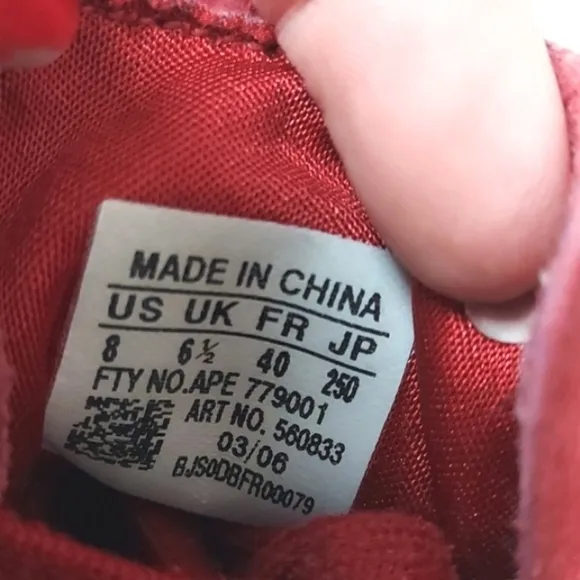 MADE IN CHINA
US UK FR JP
8 6½ 40 250
FTY NO.APE 779001
ART NO. 560833
03/06
BJS0DBFR00079